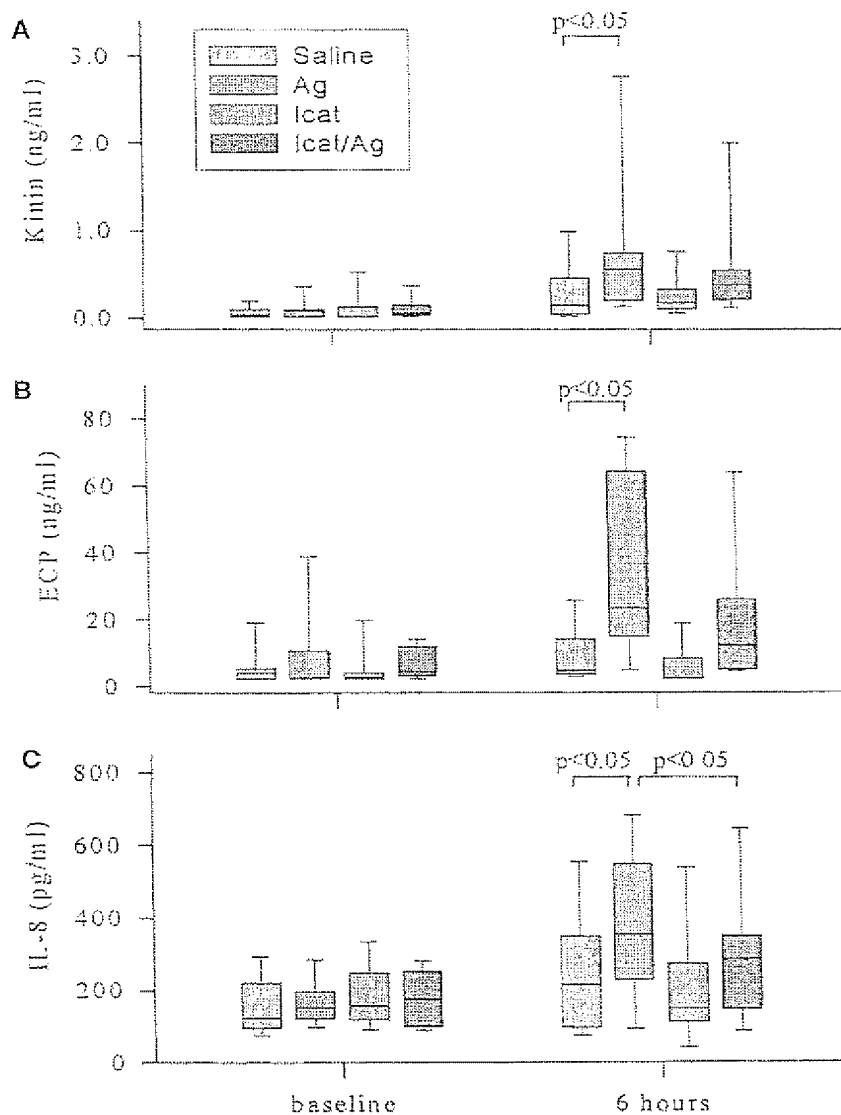 A
p<0.05
3.0
2.0
1.0
0.0
Kinin (ng/ml)
Saline
Ag
Icat
Icat/Ag
B
p<0.05
80
60
40
20
0
ECP (ng/ml)
C
p<0.05 p<0 05
800
600
400
200
0
IL-8 (pg/ml)
baseline 6 hours